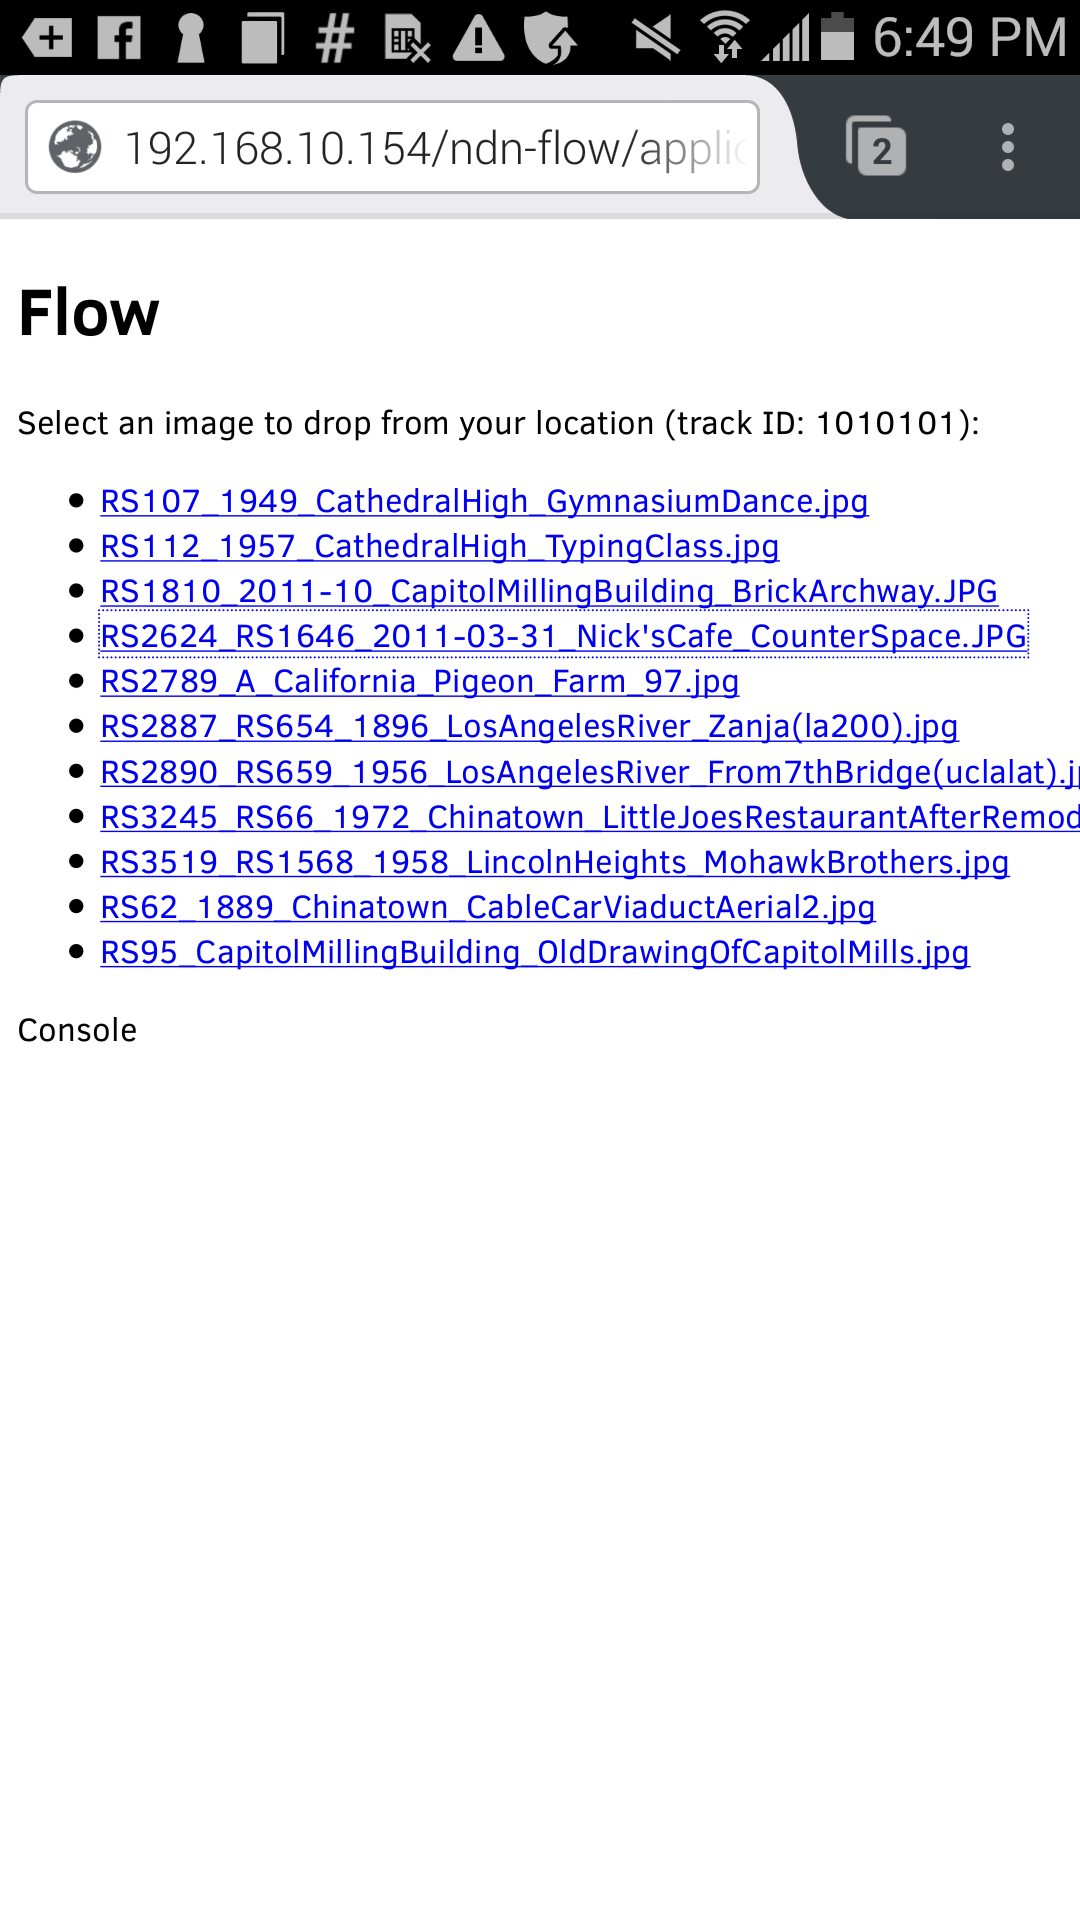 6:49 PM
192.168.10.154/ndn-flow/applic
2
Flow
Select an image to drop from your location (track ID: 1010101):
RS107_1949_CathedralHigh_GymnasiumDance.jpg
RS112_1957_CathedralHigh_TypingClass.jpg
RS1810_2011-10_CapitolMillingBuilding_BrickArchway.JPG
RS2624_RS1646_2011-03-31_Nick'sCafe_CounterSpace.JPG
RS2789_A_California_Pigeon_Farm_97.jpg
RS2887_RS654_1896_LosAngelesRiver_Zanja(la200).jpg
RS2890_RS659_1956_LosAngelesRiver_From7thBridge(uclalat).jp
RS3245_RS66_1972_Chinatown_LittleJoesRestaurantAfterRemod
RS3519_RS1568_1958_LincolnHeights_MohawkBrothers.jpg
RS62_1889_Chinatown_CableCarViaductAerial2.jpg
RS95_CapitolMillingBuilding_OldDrawingOfCapitolMills.jpg
Console